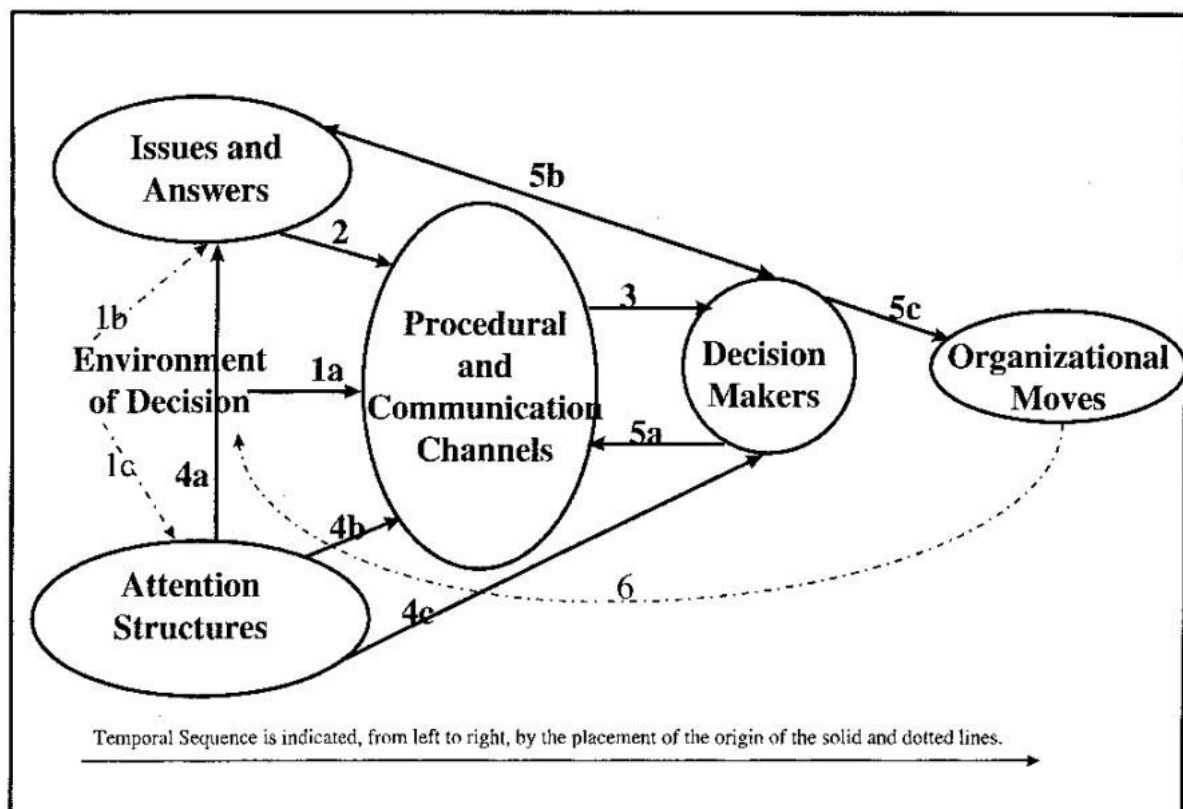 Issues and
Answers
5b
2
5c
3
1b
Procedural
and
Communication
Channels
Decision
Makers
Organizational
Moves
Environment
of Decision
1a
5a
1c
4a
4b
Attention
Structures
4c
6
Temporal Sequence is indicated, from left to right, by the placement of the origin of the solid and dotted lines.